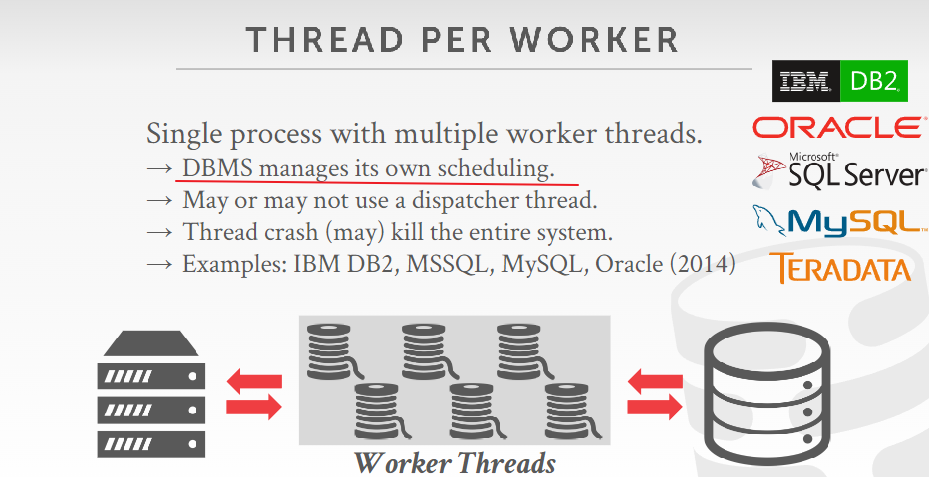 THREAD PER WORKER
IBM DB2
ORACLE
Single process with multiple worker threads.
Microsoft
SQL Server
→ DBMS manages its own scheduling.
→ May or may not use a dispatcher thread.
MySQL
→ Thread crash (may) kill the entire system.
→ Examples: IBM DB2, MSSQL, MySQL, Oracle (2014)
TERADATA
Worker Threads